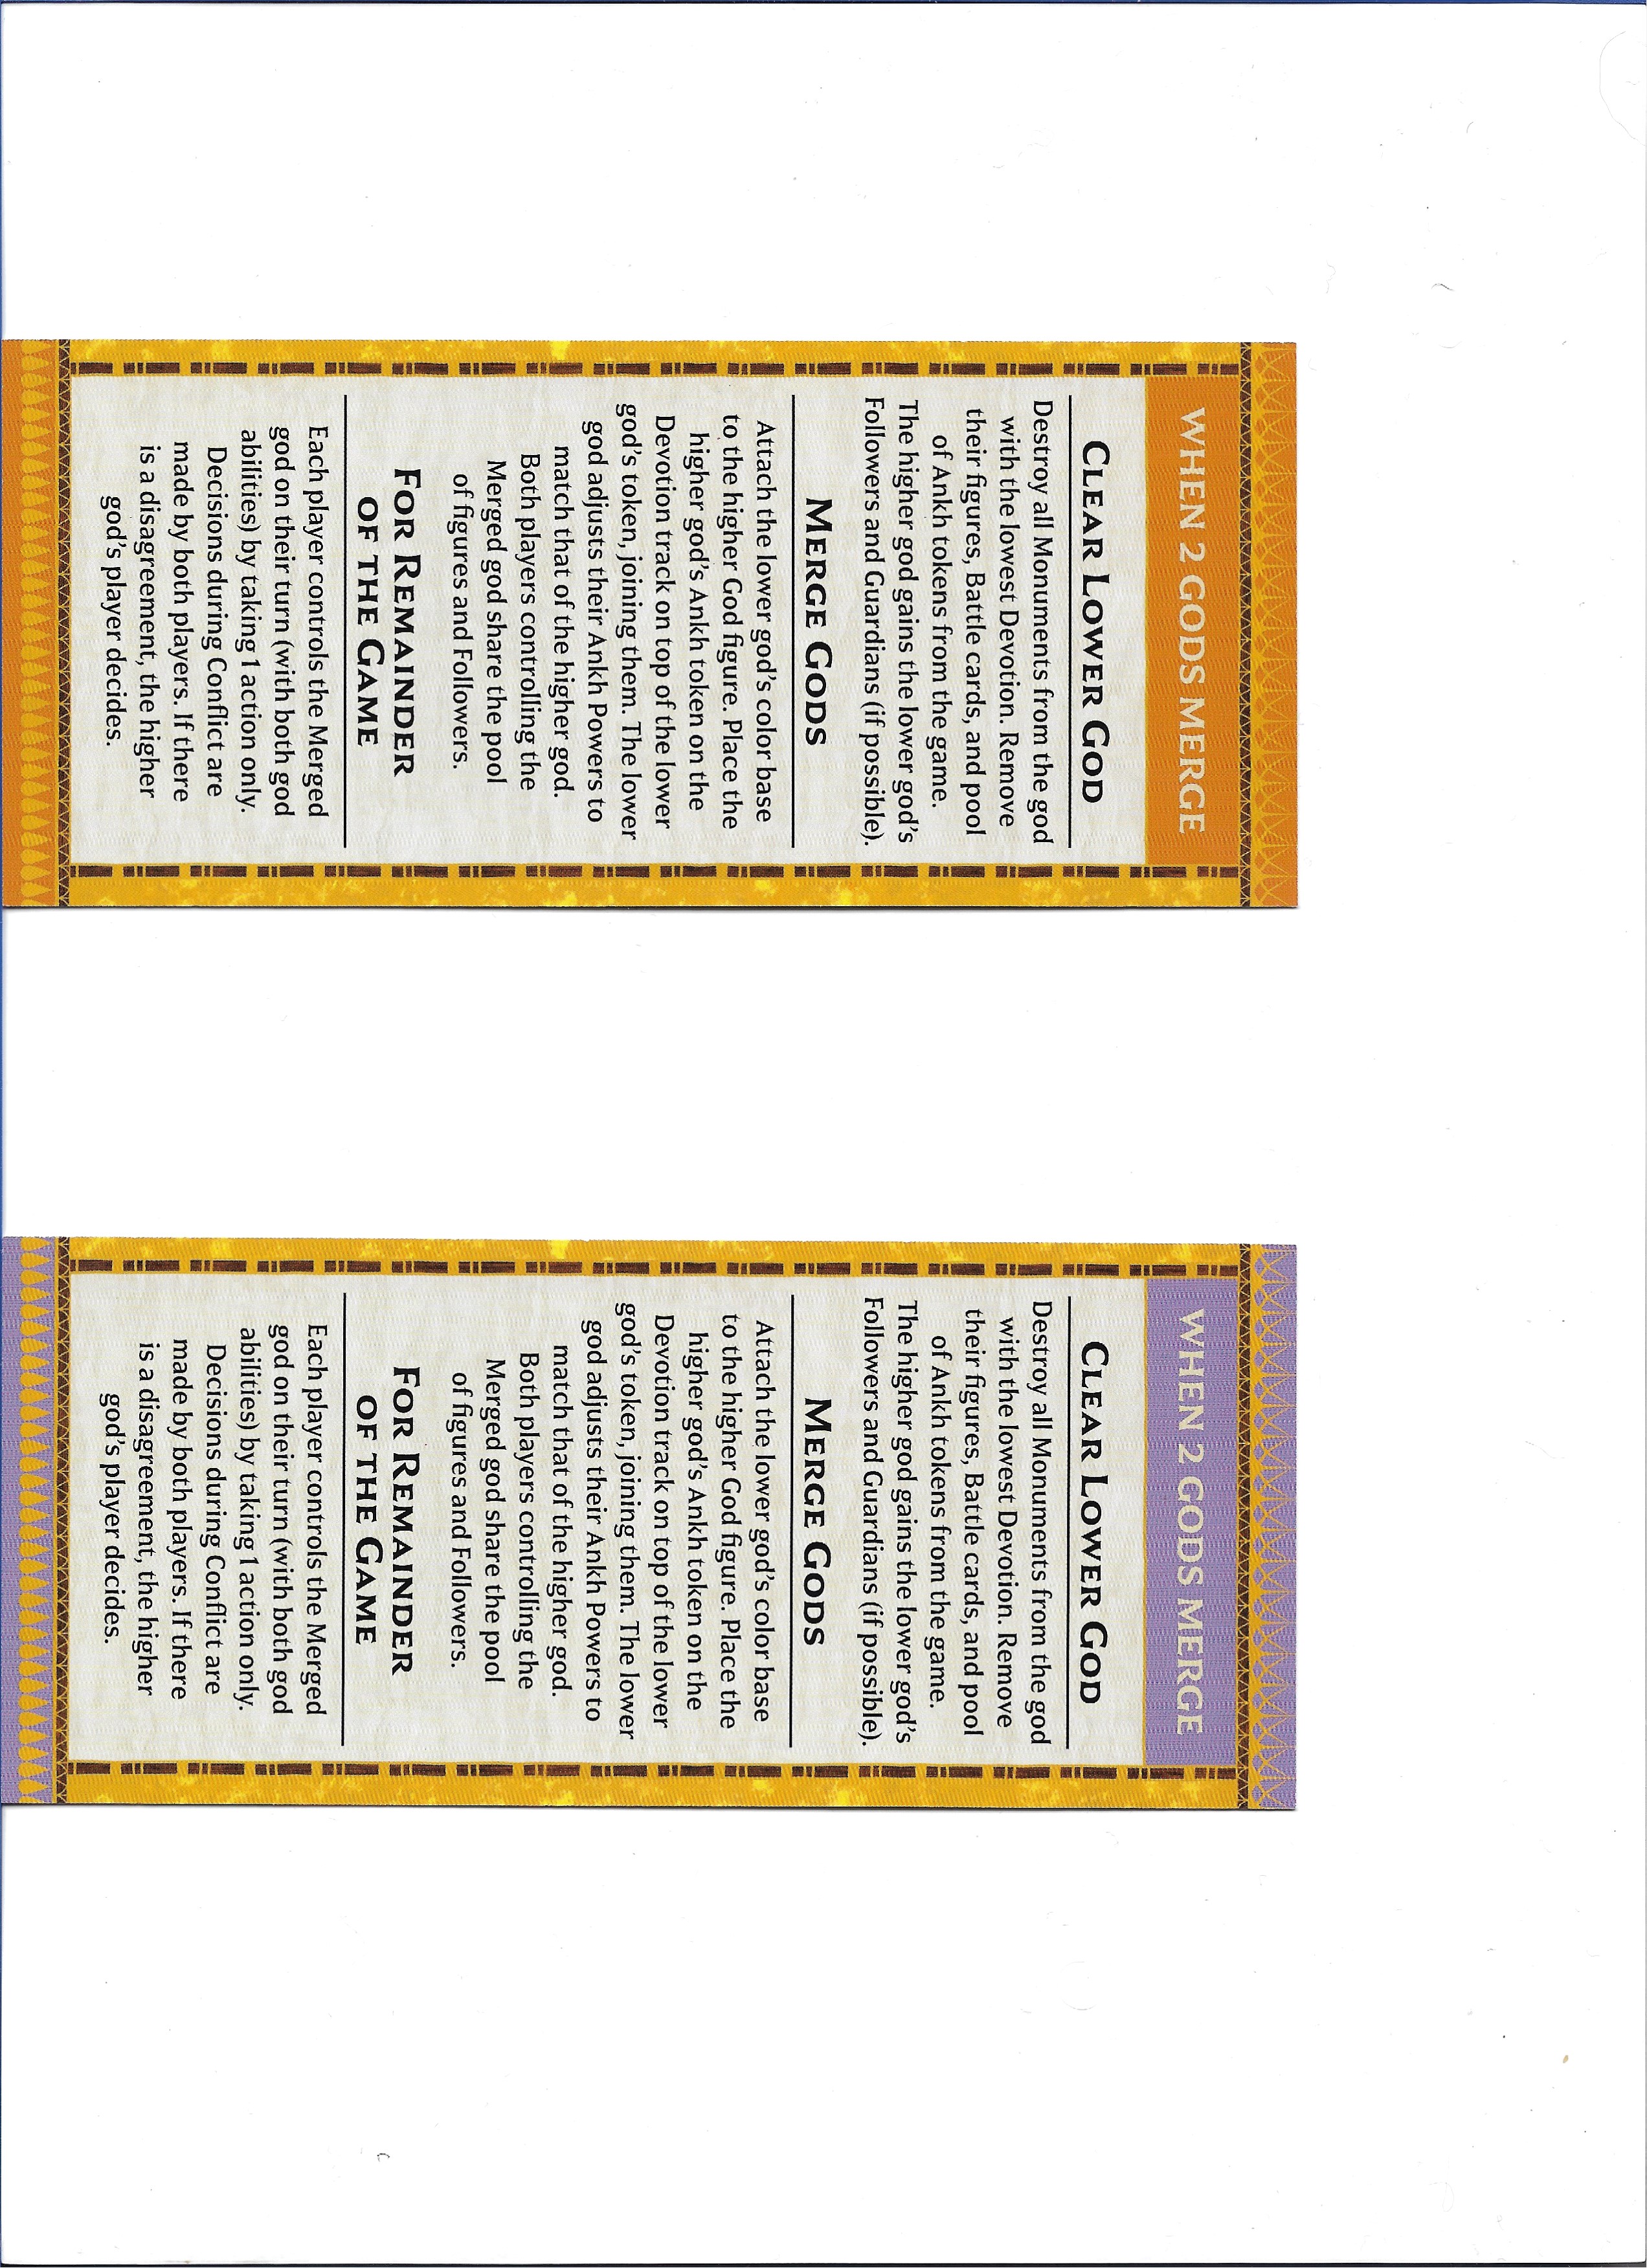 WHEN 2 GODS MERGE
CLEAR LOWER GOD
Destroy all Monuments from the god
with the lowest Devotion. Remove
their figures, Battle cards, and pool
of Ankh tokens from the game.
The higher god gains the lower god's
Followers and Guardians (if possible).
MERGE GODS
Attach the lower god's color base
to the higher God figure. Place the
higher god's Ankh token on the
Devotion track on top of the lower
god's token, joining them. The lower
god adjusts their Ankh Powers to
match that of the higher god.
Both players controlling the
Merged god share the pool
of figures and Followers.
FOR REMAINDER
OF THE GAME
Each player controls the Merged
god on their turn (with both god
abilities) by taking 1 action only.
Decisions during Conflict are
made by both players. If there
is a disagreement, the higher
god's player decides.
WHEN 2 GODS MERGE
CLEAR LOWER GOD
Destroy all Monuments from the god
with the lowest Devotion. Remove
their figures, Battle cards, and pool
of Ankh tokens from the game.
The higher god gains the lower god's
Followers and Guardians (if possible).
MERGE GODS
Attach the lower god's color base
to the higher God figure. Place the
higher god's Ankh token on the
Devotion track on top of the lower
god's token, joining them. The lower
god adjusts their Ankh Powers to
match that of the higher god.
Both players controlling the
Merged god share the pool
of figures and Followers.
FOR REMAINDER
OF THE GAME
Each player controls the Merged
god on their turn (with both god
abilities) by taking 1 action only.
Decisions during Conflict are
made by both players. If there
is a disagreement, the higher
god's player decides.